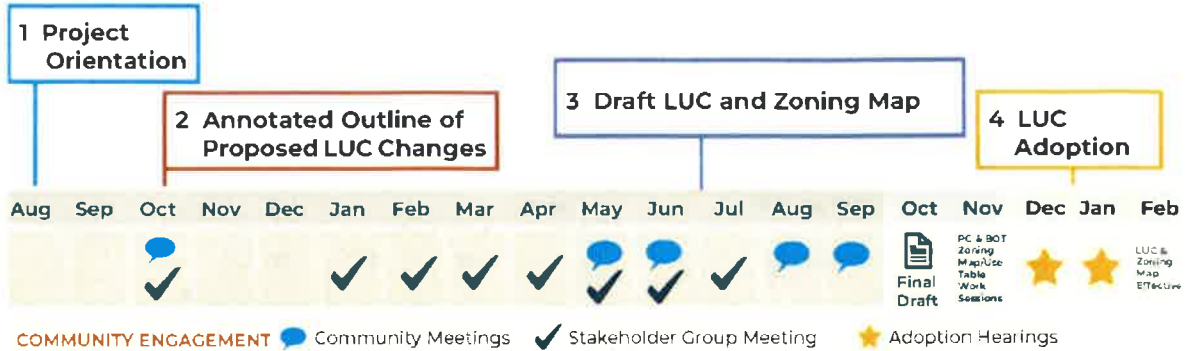 1 Project
Orientation
2 Annotated Outline of
Proposed LUC Changes
3 Draft LUC and Zoning Map
4 LUC
Adoption
Aug Sep Oct Nov Dec Jan Feb Mar Apr May Jun Jul Aug Sep Oct Nov Dec Jan Feb
Final
Draft
PC & BOT
Zoning
Map/Use
Table
Work
Sessions
LUC &
Zoning
Map
Effective
COMMUNITY ENGAGEMENT Community Meetings Stakeholder Group Meeting Adoption Hearings